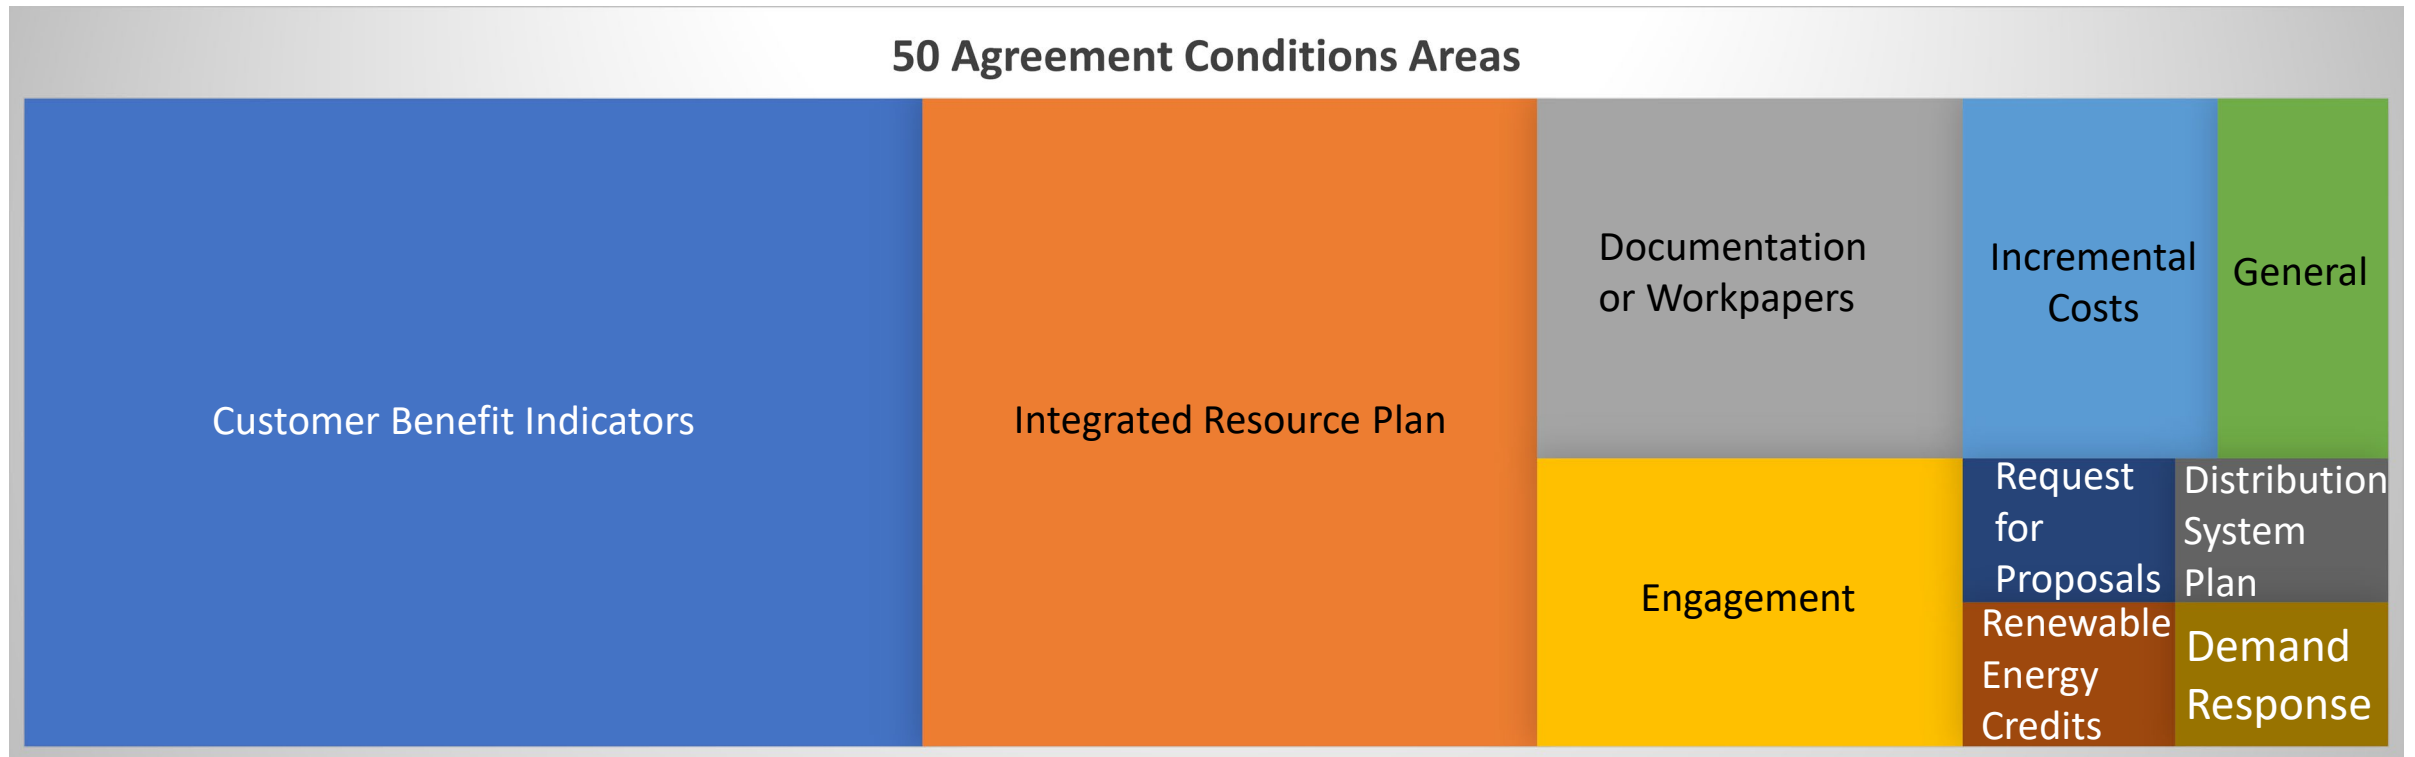 50 Agreement Conditions Areas
Customer Benefit Indicators
Integrated Resource Plan
Documentation
or Workpapers
Engagement
Incremental
Costs
General
Request
for
Proposals
Distribution
System
Plan
Renewable
Energy
Credits
Demand
Response